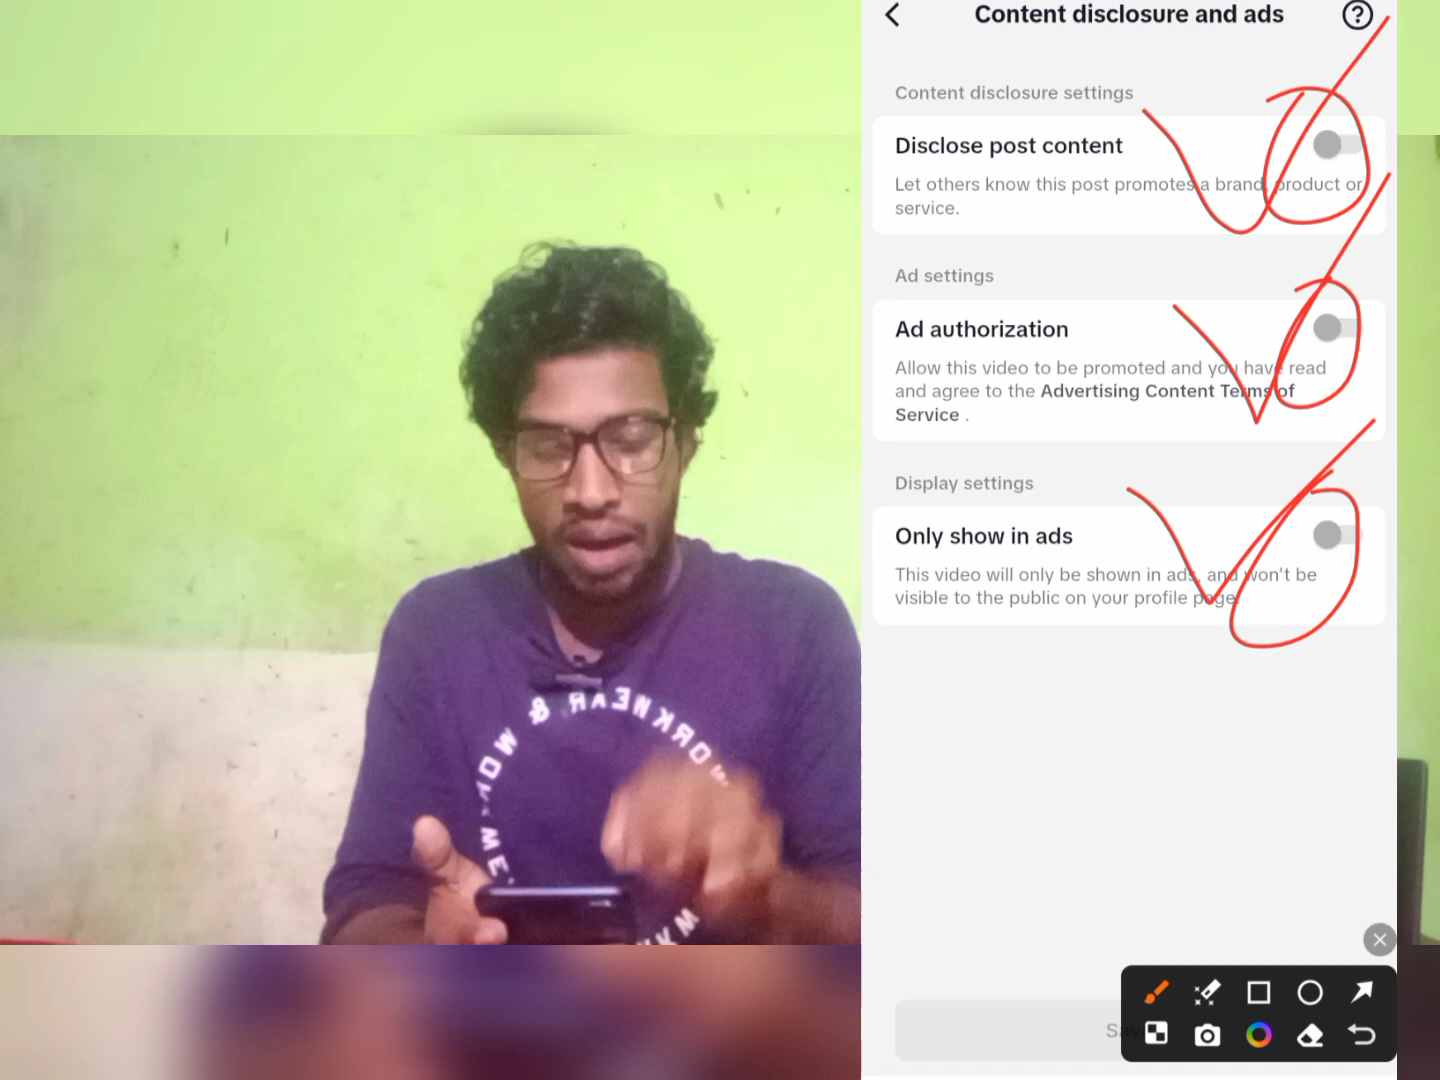 Content disclosure and ads
Content disclosure settings
Disclose post content
Let others know this post promotes a brand, product or
service.
Ad settings
Ad authorization
Allow this video to be promoted and you have read
and agree to the Advertising Content Terms of
Service .
Display settings
Only show in ads
This video will only be shown in ads, and won't be
visible to the public on your profile page.
& WORKWEAR